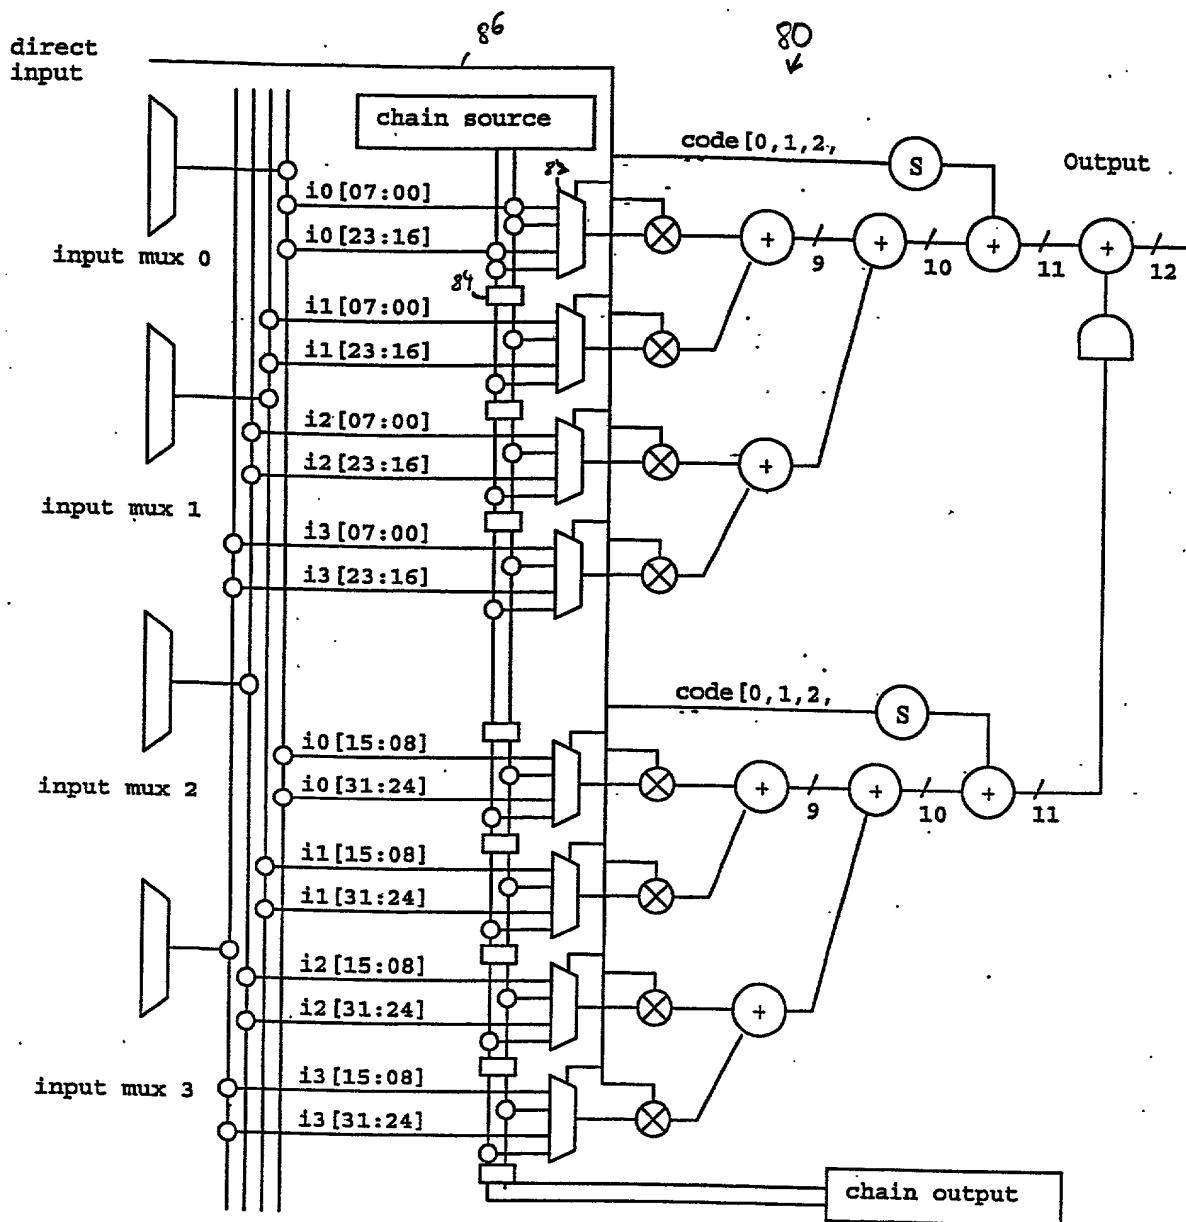 direct
input
86
80
chain source
code[0,1,2,
S
Output
82
i0[07:00]
i0[23:16]
input mux 0
+
9
+
10
+
11
+
12
84
i1[07:00]
i1[23:16]
i2[07:00]
i2[23:16]
+
input mux 1
i3[07:00]
i3[23:16]
code[0,1,2,
S
i0[15:08]
i0[31:24]
input mux 2
+
9
+
10
+
11
i1[15:08]
i1[31:24]
i2[15:08]
i2[31:24]
+
input mux 3
i3[15:08]
i3[31:24]
chain output